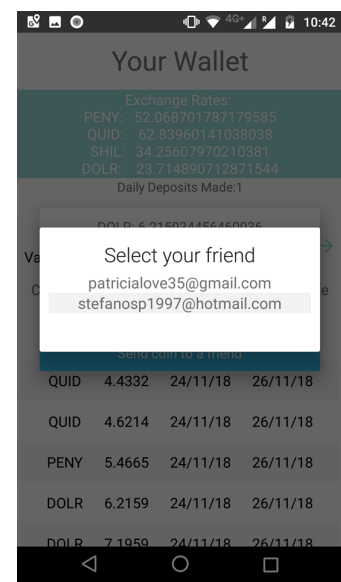 4G+ R 10:42
Your Wallet
Exchange Rates:
PENY: 52.068701787179585
QUID: 62.83960141038038
SHIL: 34.25607970210381
DOLR: 23.714890712871544
Daily Deposits Made:1
DOLR: 6.215934456460036
Va
Select your friend
C e
patricialove35@gmail.com
stefanosp1997@hotmail.com
Send coin to a friend
QUID 4.4332 24/11/18 26/11/18
QUID 4.6214 24/11/18 26/11/18
PENY 5.4665 24/11/18 26/11/18
DOLR 6.2159 24/11/18 26/11/18
DOLR 7.1959 24/11/18 26/11/18